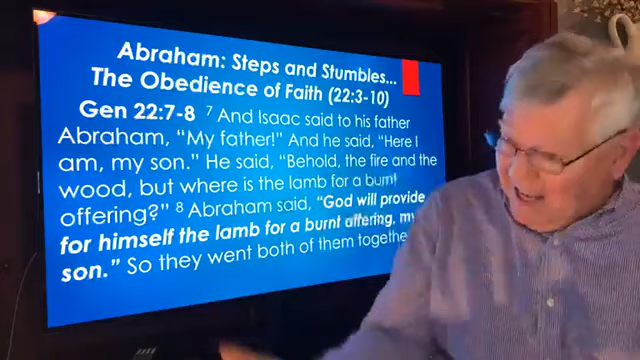 Abraham: Steps and Stumbles...
The Obedience of Faith (22:3-10)
Gen 22:7-8 7 And Isaac said to his father
Abraham, “My father!” And he said, “Here I
am, my son.” He said, “Behold, the fire and the
wood, but where is the lamb for a burnt
offering?” 8 Abraham said, “God will provide
for himself the lamb for a burnt offering, my
son.” So they went both of them together.